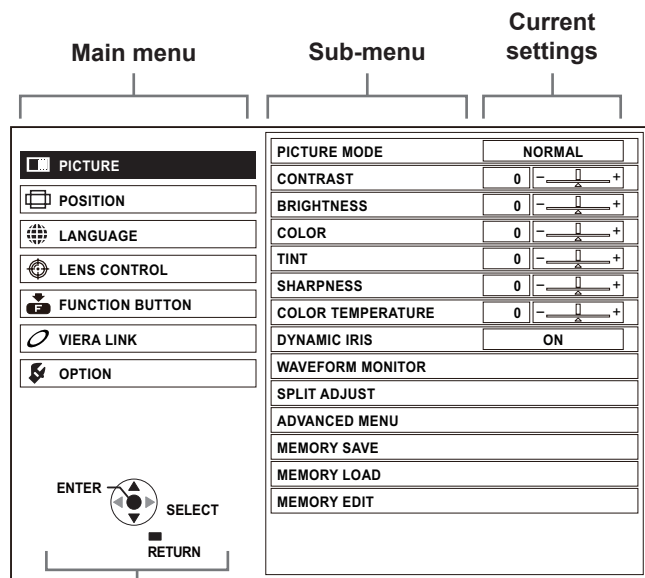 Main menu
Sub-menu
Current
settings
PICTURE
POSITION
LANGUAGE
LENS CONTROL
F
FUNCTION BUTTON
VIERA LINK
OPTION
PICTURE MODE NORMAL
CONTRAST 0 - +
BRIGHTNESS 0 - +
COLOR 0 - +
TINT 0 - +
SHARPNESS 0 - +
COLOR TEMPERATURE 0 - +
DYNAMIC IRIS ON
WAVEFORM MONITOR
SPLIT ADJUST
ADVANCED MENU
MEMORY SAVE
MEMORY LOAD
MEMORY EDIT
ENTER
SELECT
RETURN